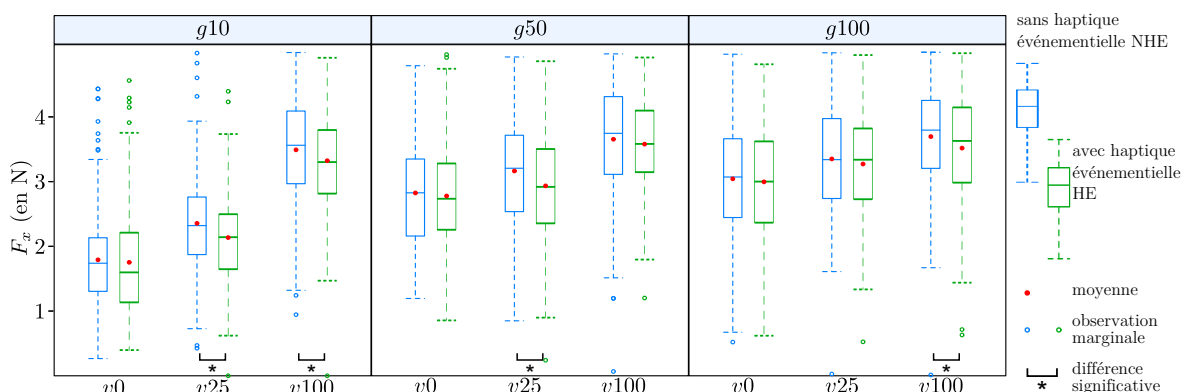 g10 g50 g100
sans haptique
événementielle NHE
4
3
2
1
F_x (en N)
avec haptique
événementielle
HE
moyenne
observation
marginale
différence
* significative
* * * *
v0 v25 v100 v0 v25 v100 v0 v25 v100